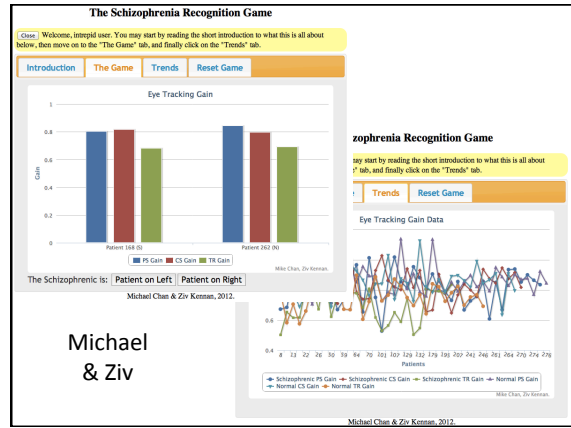 The Schizophrenia Recognition Game
Close Welcome, intrepid user. You may start by reading the short introduction to what this is all about
below, then move on to the "The Game" tab, and finally click on the "Trends" tab.
Introduction The Game Trends Reset Game
Eye Tracking Gain
1
0.8
0.6
0.4
0.2
0
Gain
Patient 168 (S) Patient 262 (N)
PS Gain CS Gain TR Gain
Mike Chan, Ziv Kennan.
The Schizophrenic is: Patient on Left Patient on Right
Michael Chan & Ziv Kennan, 2012.
zophrenia Recognition Game
may start by reading the short introduction to what this is all about
" tab, and finally click on the "Trends" tab.
Trends Reset Game
Eye Tracking Gain Data
0.6
0.4
Patients
Schizophrenic PS Gain Schizophrenic CS Gain Schizophrenic TR Gain Normal PS Gain
Normal CS Gain Normal TR Gain
Mike Chan, Ziv Kennan.
Michael Chan & Ziv Kennan, 2012.
Michael
& Ziv